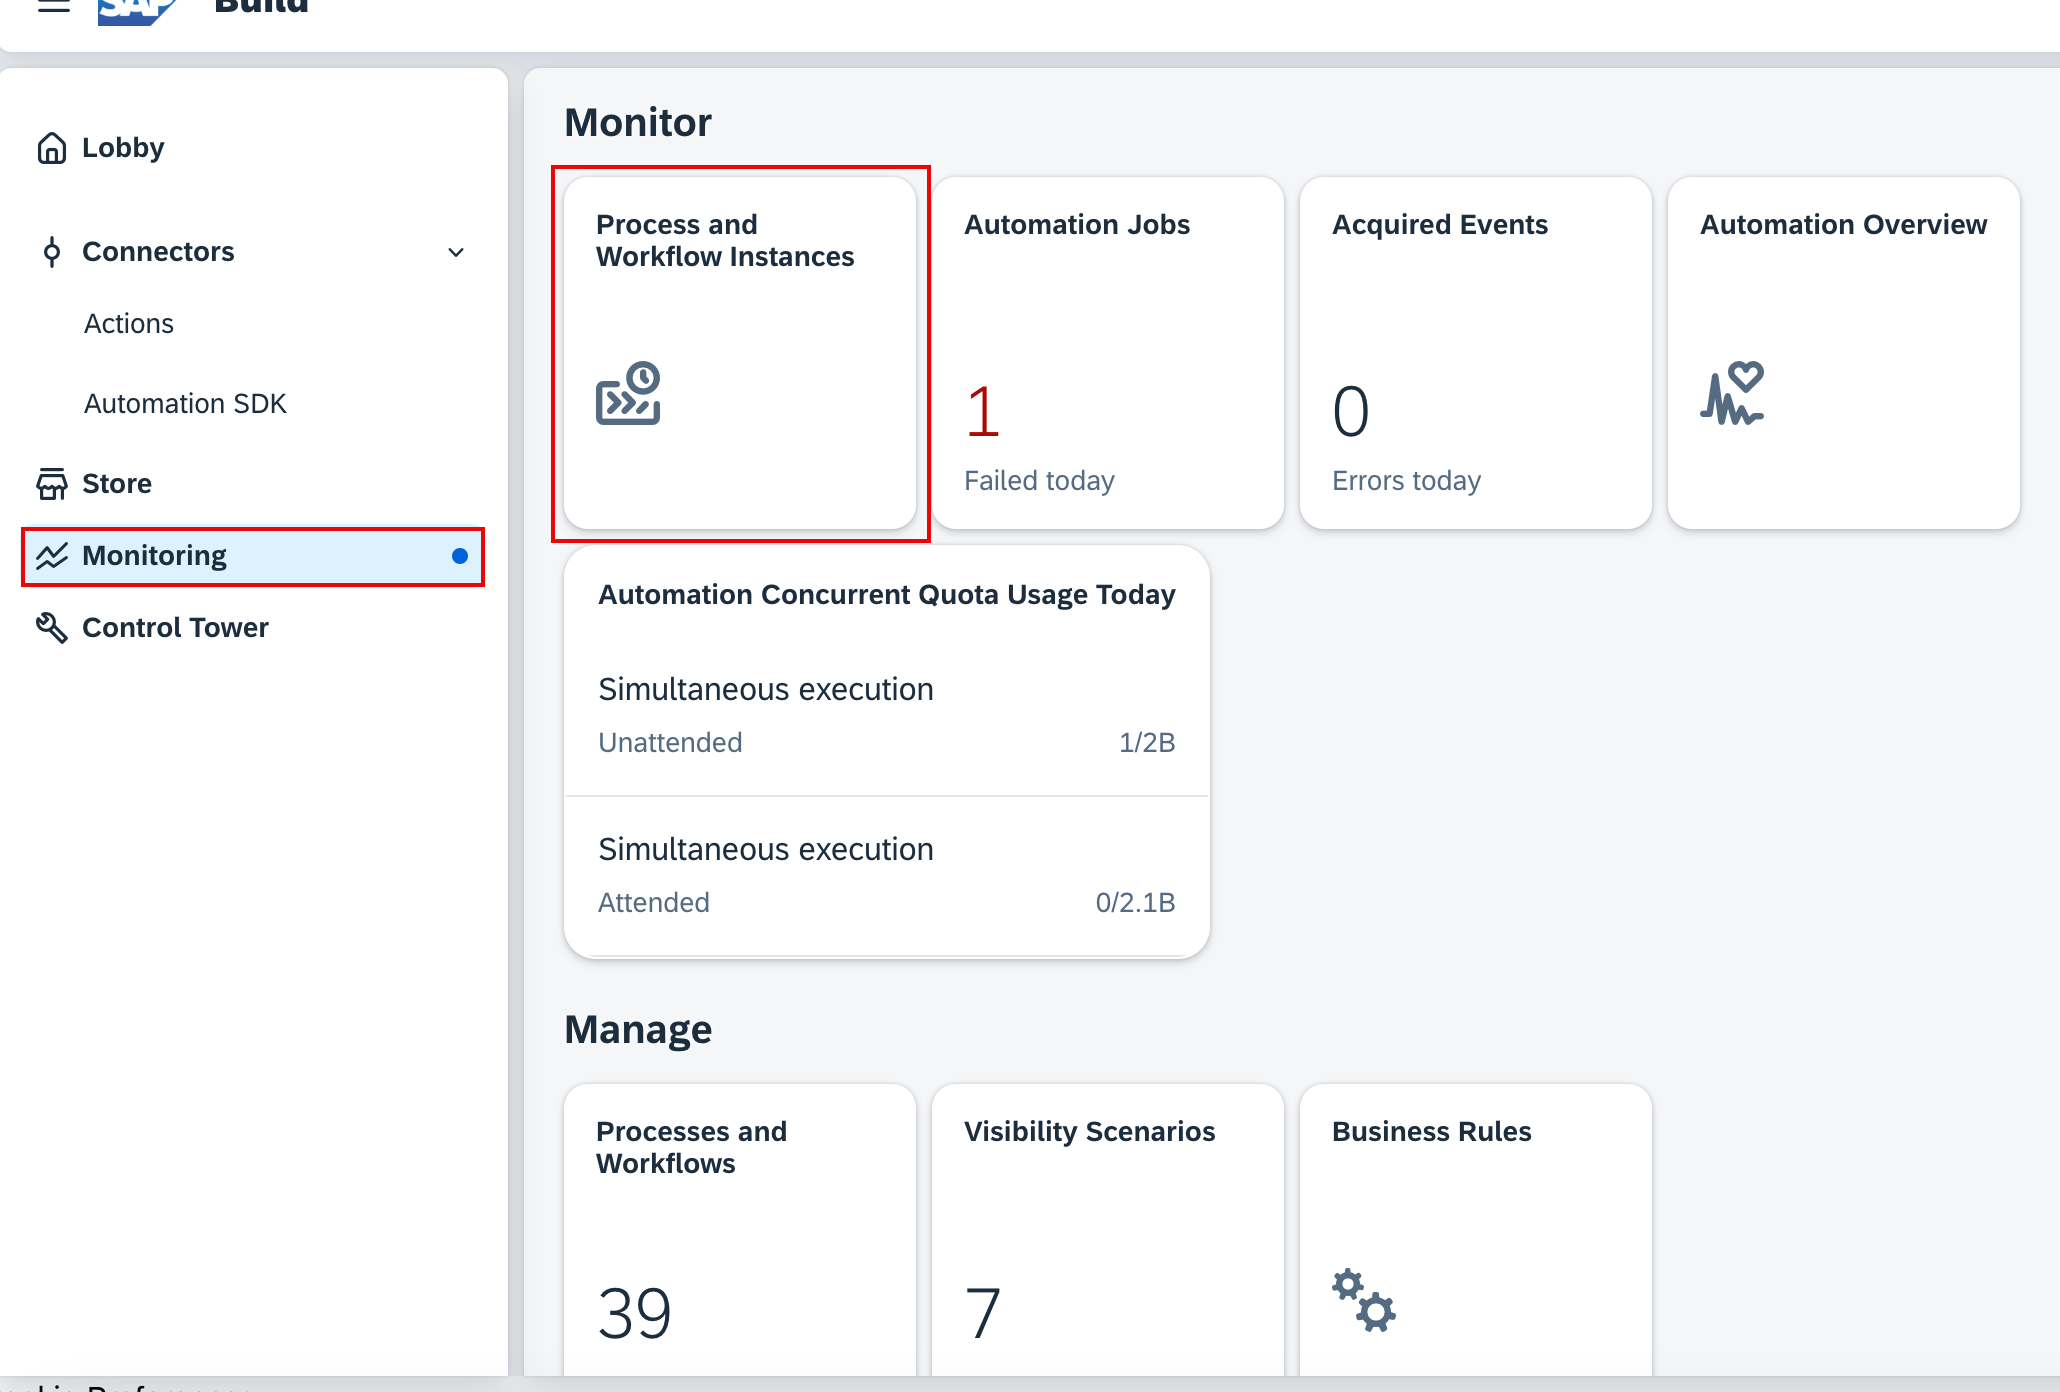 SAP Build
Lobby
Connectors
Actions
Automation SDK
Store
Monitoring
Control Tower
Monitor
Process and
Workflow Instances
Automation Jobs
1
Failed today
Acquired Events
0
Errors today
Automation Overview
Automation Concurrent Quota Usage Today
Simultaneous execution
Unattended 1/2B
Simultaneous execution
Attended 0/2.1B
Manage
Processes and
Workflows
39
Visibility Scenarios
7
Business Rules